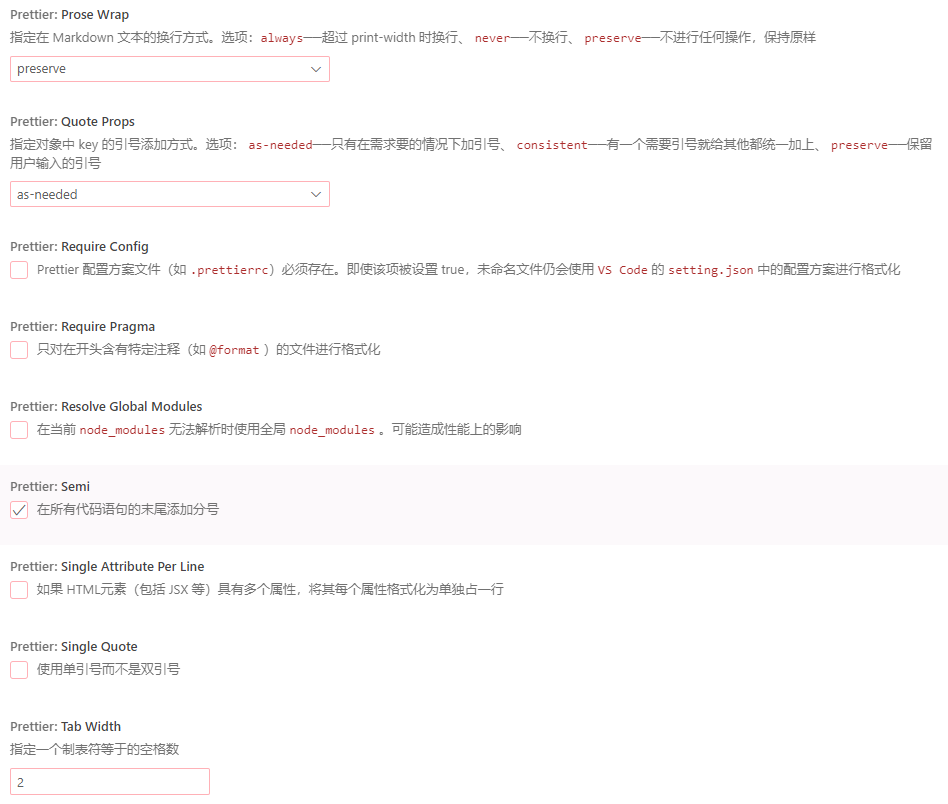 Prettier: Prose Wrap
指定在 Markdown 文本的换行方式。选项：always——超过 print-width 时换行、never——不换行、preserve——不进行任何操作，保持原样
preserve
Prettier: Quote Props
指定对象中 key 的引号添加方式。选项： as-needed——只有在需求要的情况下加引号、consistent——有一个需要引号就给其他都统一加上、preserve——保留
用户输入的引号
as-needed
Prettier: Require Config
Prettier 配置方案文件（如 .prettierrc）必须存在。即使该项被设置 true，未命名文件仍会使用 VS Code 的 setting.json 中的配置方案进行格式化
Prettier: Require Pragma
只对在开头含有特定注释（如 @format ）的文件进行格式化
Prettier: Resolve Global Modules
在当前 node_modules 无法解析时使用全局 node_modules 。可能造成性能上的影响
Prettier: Semi
在所有代码语句的末尾添加分号
Prettier: Single Attribute Per Line
如果 HTML元素（包括 JSX 等）具有多个属性，将其每个属性格式化为单独占一行
Prettier: Single Quote
使用单引号而不是双引号
Prettier: Tab Width
指定一个制表符等于的空格数
2